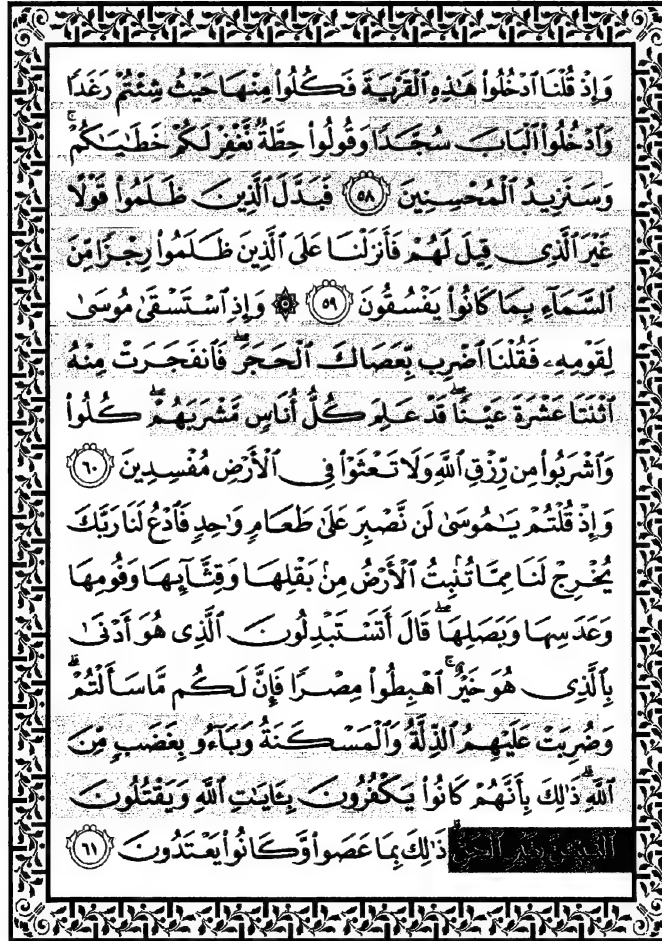 وَإِذْ قُلْنَا ٱدْخُلُوا۟ هَٰذِهِ ٱلْقَرْيَةَ فَكُلُوا۟ مِنْهَا حَيْثُ شِئْتُمْ رَغَدًا
وَٱدْخُلُوا۟ ٱلْبَابَ سُجَّدًا وَقُولُوا۟ حِطَّةٌ نَّغْفِرْ لَكُمْ خَطَٰيَٰكُمْ ۚ
وَسَنَزِيدُ ٱلْمُحْسِنِينَ ٥٨ فَبَدَّلَ ٱلَّذِينَ ظَلَمُوا۟ قَوْلًا
غَيْرَ ٱلَّذِى قِيلَ لَهُمْ فَأَنزَلْنَا عَلَى ٱلَّذِينَ ظَلَمُوا۟ رِجْزًا مِّنَ
ٱلسَّمَآءِ بِمَا كَانُوا۟ يَفْسُقُونَ ٥٩ ۞ وَإِذِ ٱسْتَسْقَىٰ مُوسَىٰ
لِقَوْمِهِۦ فَقُلْنَا ٱضْرِب بِّعَصَاكَ ٱلْحَجَرَ ۖ فَٱنفَجَرَتْ مِنْهُ
ٱثْنَتَا عَشْرَةَ عَيْنًا ۖ قَدْ عَلِمَ كُلُّ أُنَاسٍ مَّشْرَبَهُمْ ۖ كُلُوا۟
وَٱشْرَبُوا۟ مِن رِّزْقِ ٱللَّهِ وَلَا تَعْثَوْا۟ فِى ٱلْأَرْضِ مُفْسِدِينَ ٦٠
وَإِذْ قُلْتُمْ يَٰمُوسَىٰ لَن نَّصْبِرَ عَلَىٰ طَعَامٍ وَٰحِدٍ فَٱدْعُ لَنَا رَبَّكَ
يُخْرِجْ لَنَا مِمَّا تُنۢبِتُ ٱلْأَرْضُ مِنۢ بَقْلِهَا وَقِثَّآئِهَا وَفُومِهَا
وَعَدَسِهَا وَبَصَلِهَا ۖ قَالَ أَتَسْتَبْدِلُونَ ٱلَّذِى هُوَ أَدْنَىٰ
بِٱلَّذِى هُوَ خَيْرٌ ۚ ٱهْبِطُوا۟ مِصْرًا فَإِنَّ لَكُم مَّا سَأَلْتُمْ ۗ
وَضُرِبَتْ عَلَيْهِمُ ٱلذِّلَّةُ وَٱلْمَسْكَنَةُ وَبَآءُو بِغَضَبٍ مِّنَ
ٱللَّهِ ۗ ذَٰلِكَ بِأَنَّهُمْ كَانُوا۟ يَكْفُرُونَ بِـَٔايَٰتِ ٱللَّهِ وَيَقْتُلُونَ
ٱلنَّبِيِّـۧنَ بِغَيْرِ ٱلْحَقِّ ۗ ذَٰلِكَ بِمَا عَصَوا۟ وَّكَانُوا۟ يَعْتَدُونَ ٦١